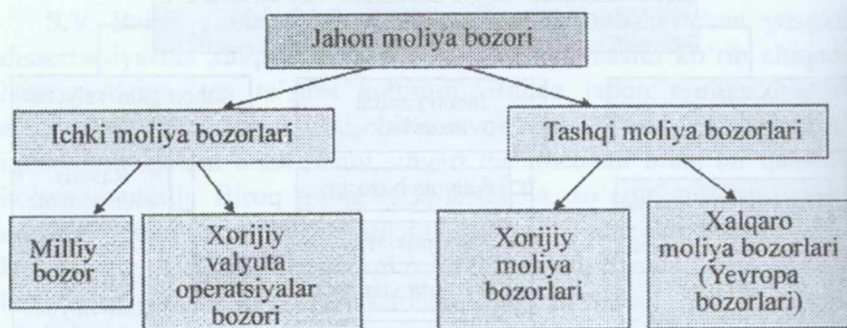 Jahon moliya bozori
Ichki moliya bozorlari
Tashqi moliya bozorlari
Milliy
bozor
Xorijiy
valyuta
operatsiyalar
bozori
Xorijiy
moliya
bozorlari
Xalqaro
moliya bozorlari
(Yevropa
bozorlari)